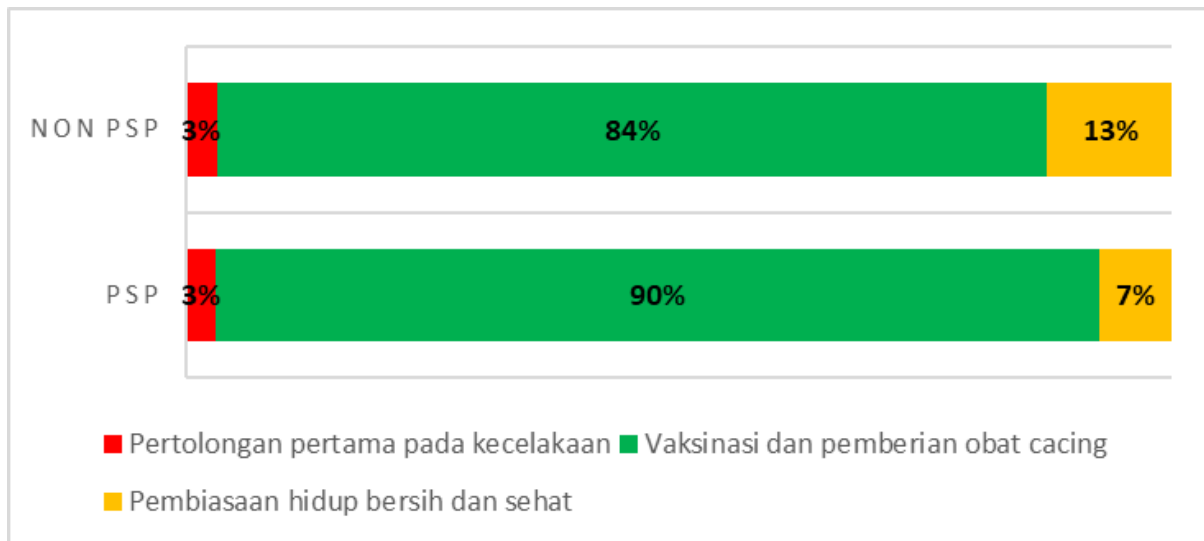 NON PSP 3% 84% 13%
PSP 3% 90% 7%
Pertolongan pertama pada kecelakaan Vaksinasi dan pemberian obat cacing
Pembiasaan hidup bersih dan sehat